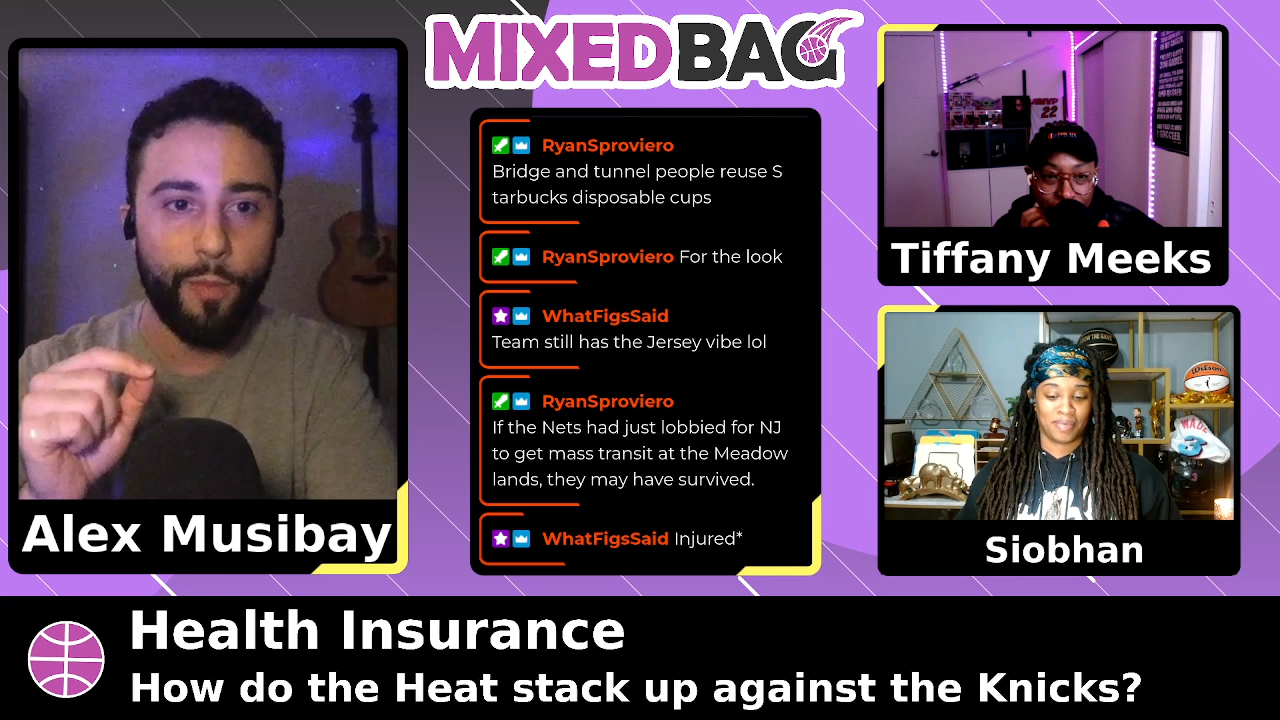 MIXEDBAG
RyanSproviero
Bridge and tunnel people reuse S
tarbucks disposable cups
RyanSproviero For the look
WhatFigsSaid
Team still has the Jersey vibe lol
RyanSproviero
If the Nets had just lobbied for NJ
to get mass transit at the Meadow
lands, they may have survived.
WhatFigsSaid Injured*
Alex Musibay
22
Tiffany Meeks
Wilson
Siobhan
Health Insurance
How do the Heat stack up against the Knicks?